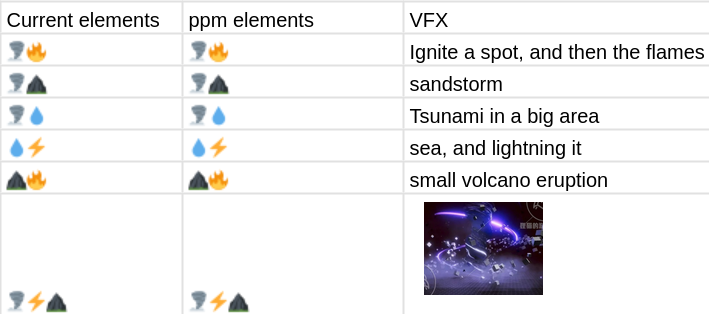 Current elements ppm elements VFX
🌪️🔥 🌪️🔥 Ignite a spot, and then the flames
🌪️⛰️ 🌪️⛰️ sandstorm
🌪️💧 🌪️💧 Tsunami in a big area
💧⚡ 💧⚡ sea, and lightning it
⛰️🔥 ⛰️🔥 small volcano eruption
🌪️⚡⛰️ 🌪️⚡⛰️